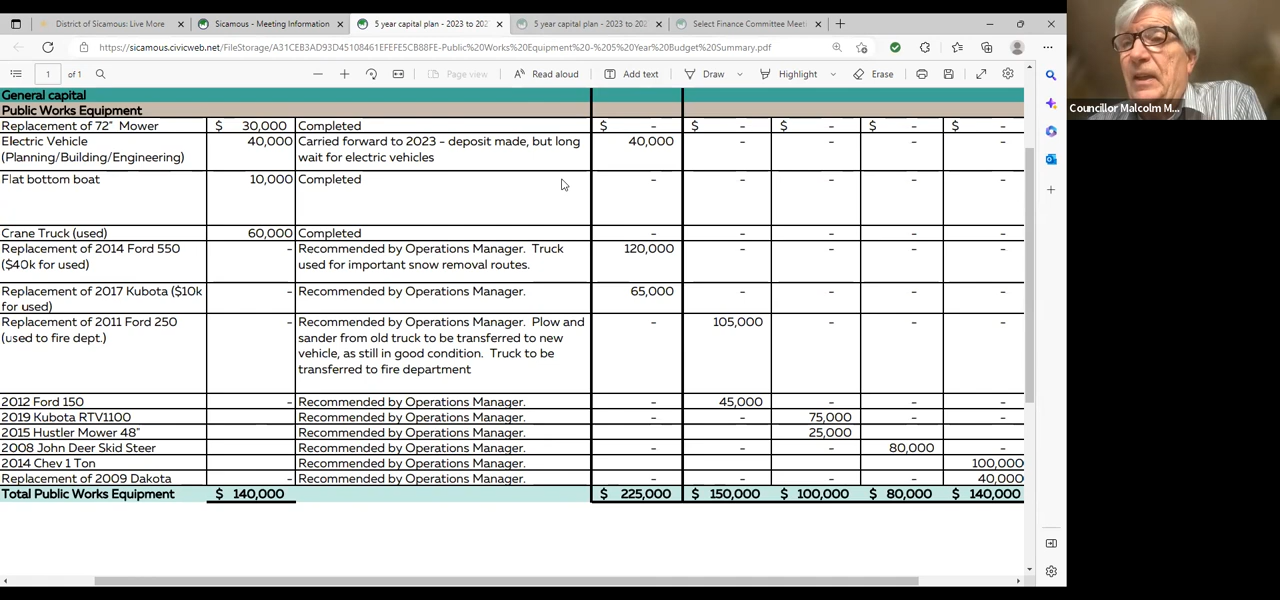 District of Sicamous: Live More
Sicamous - Meeting Information
5 year capital plan - 2023 to 202
5 year capital plan - 2023 to 202
Select Finance Committee Meeti
https://sicamous.civicweb.net/FileStorage/A31CEB3AD93D45108461EFEFE5CB88FE-Public%20Works%20Equipment%20-%205%20Year%20Budget%20Summary.pdf
1 of 1
Page view
Read aloud
Add text
Draw
Highlight
Erase
General capital
Public Works Equipment
Replacement of 72" Mower $ 30,000 Completed $ - $ - $ - $ - $ -
Electric Vehicle 40,000 Carried forward to 2023 - deposit made, but long 40,000 - - - -
(Planning/Building/Engineering) wait for electric vehicles
Flat bottom boat 10,000 Completed - - - - -
Crane Truck (used) 60,000 Completed - - - - -
Replacement of 2014 Ford 550 - Recommended by Operations Manager. Truck 120,000 - - - -
($40k for used) used for important snow removal routes.
Replacement of 2017 Kubota ($10k - Recommended by Operations Manager. 65,000 - - - -
for used)
Replacement of 2011 Ford 250 - Recommended by Operations Manager. Plow and - 105,000 - - -
(used to fire dept.) sander from old truck to be transferred to new
vehicle, as still in good condition. Truck to be
transferred to fire department
2012 Ford 150 - Recommended by Operations Manager. - 45,000 - - -
2019 Kubota RTV1100 Recommended by Operations Manager. - - 75,000 - -
2015 Hustler Mower 48" Recommended by Operations Manager. 25,000
2008 John Deer Skid Steer Recommended by Operations Manager. - - - 80,000 -
2014 Chev 1 Ton Recommended by Operations Manager. 100,000
Replacement of 2009 Dakota - Recommended by Operations Manager. - - - - 40,000
Total Public Works Equipment $ 140,000 $ 225,000 $ 150,000 $ 100,000 $ 80,000 $ 140,000
Councillor Malcolm M...